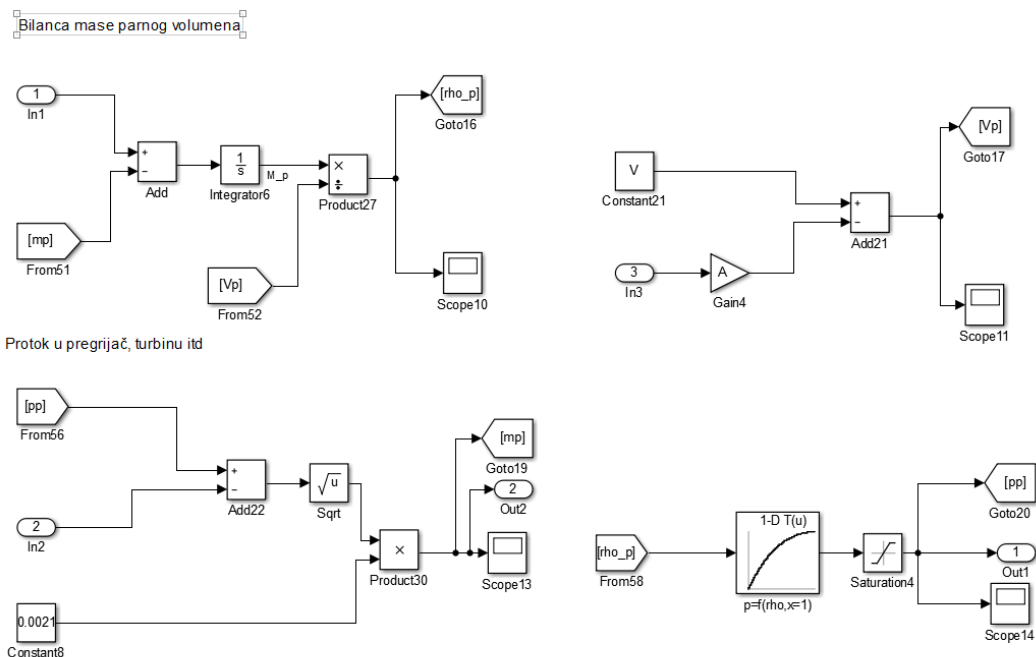 Bilanca mase parnog volumena
1
In1
+
−
Add
1
s
Integrator6
M_p
×
÷
Product27
[rho_p]
Goto16
[mp]
From51
[Vp]
From52
Scope10
V
Constant21
+
−
Add21
[Vp]
Goto17
3
In3
A
Gain4
Scope11
Protok u pregrijač, turbinu itd
[pp]
From56
+
−
Add22
√u
Sqrt
2
In2
×
Product30
[mp]
Goto19
2
Out2
Scope13
0.0021
Constant8
[rho_p]
From58
1-D T(u)
p=f(rho,x=1)
Saturation4
[pp]
Goto20
1
Out1
Scope14